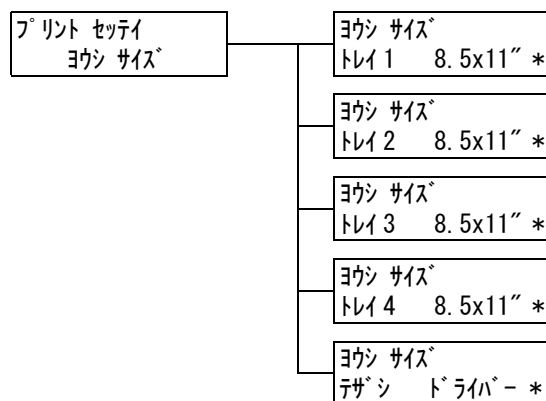 プリント セッテイ
ヨウシ サイズ
ヨウシ サイズ
トレイ 1 8.5x11″ *
ヨウシ サイズ
トレイ 2 8.5x11″ *
ヨウシ サイズ
トレイ 3 8.5x11″ *
ヨウシ サイズ
トレイ 4 8.5x11″ *
ヨウシ サイズ
テザシ ドライバー *